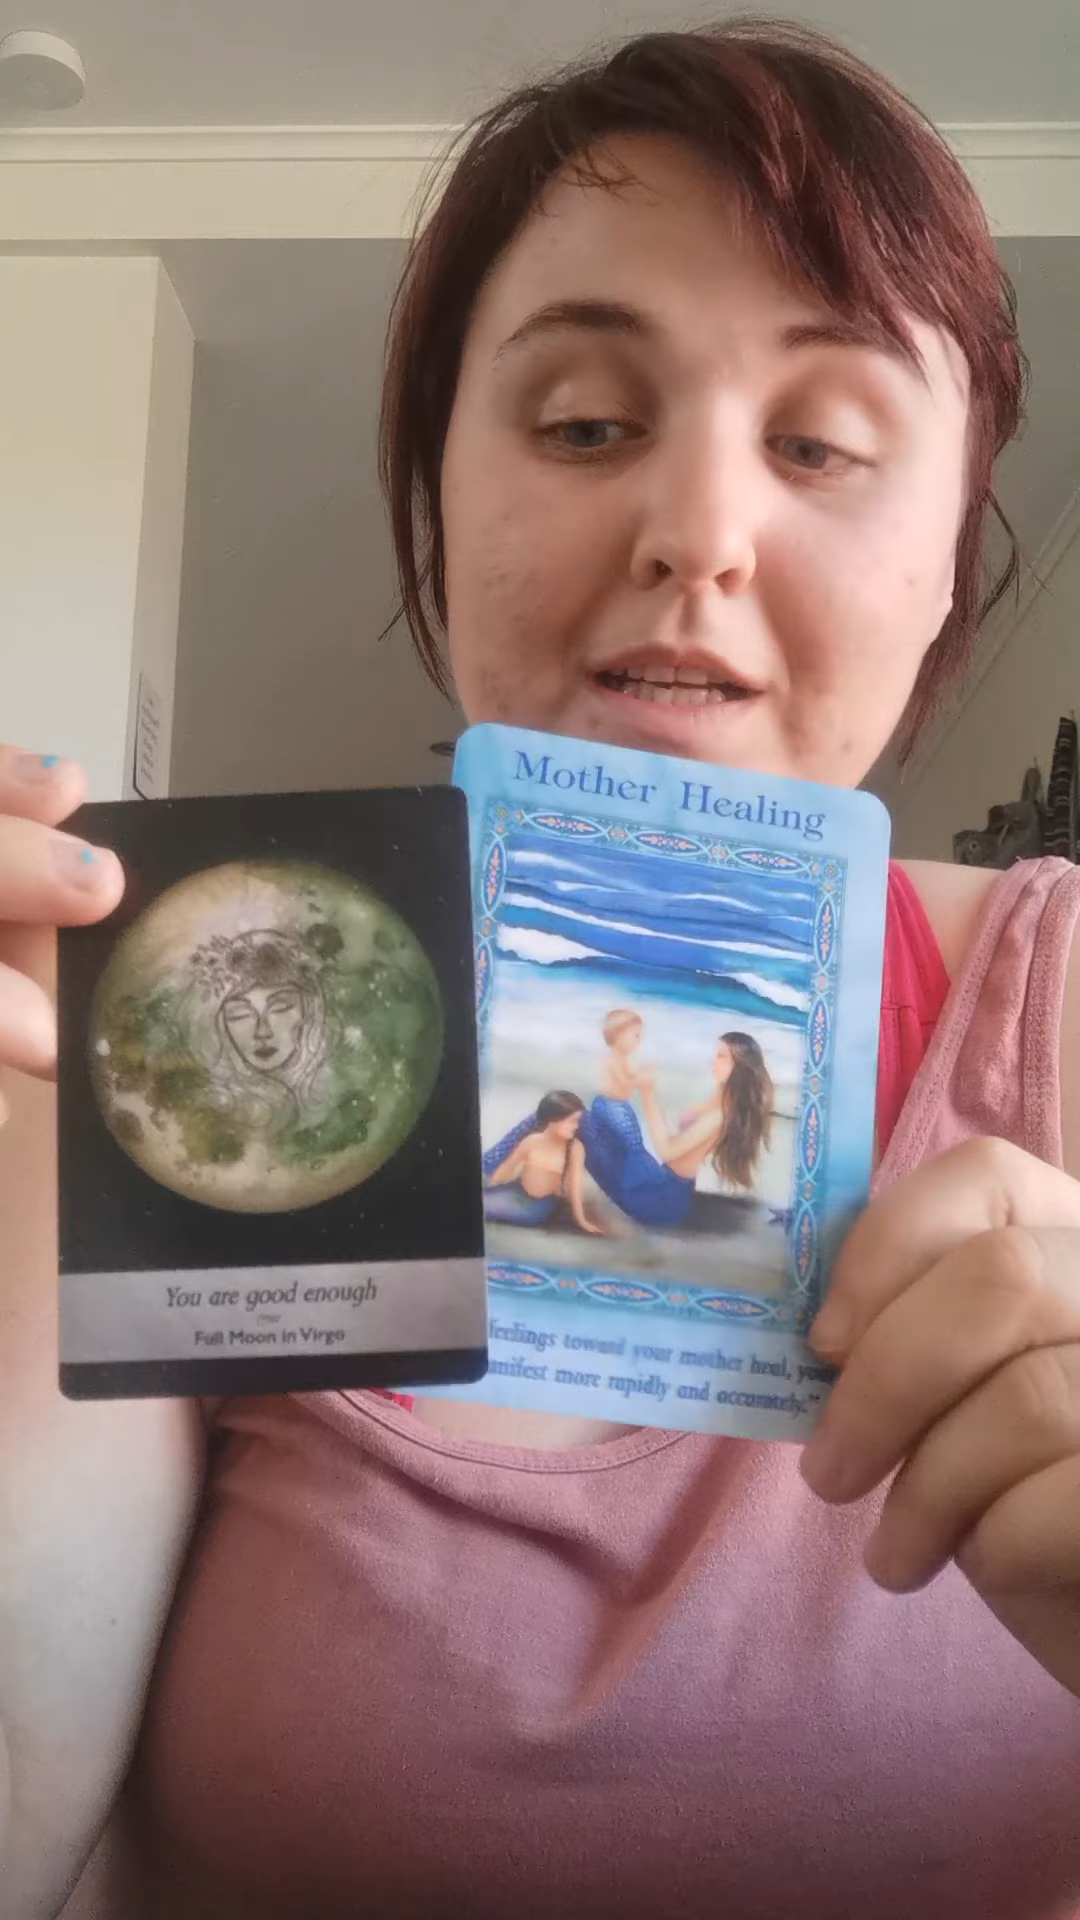 Mother Healing
You are good enough
Full Moon in Virgo
feelings toward your mother heal, your
manifest more rapidly and accurately."